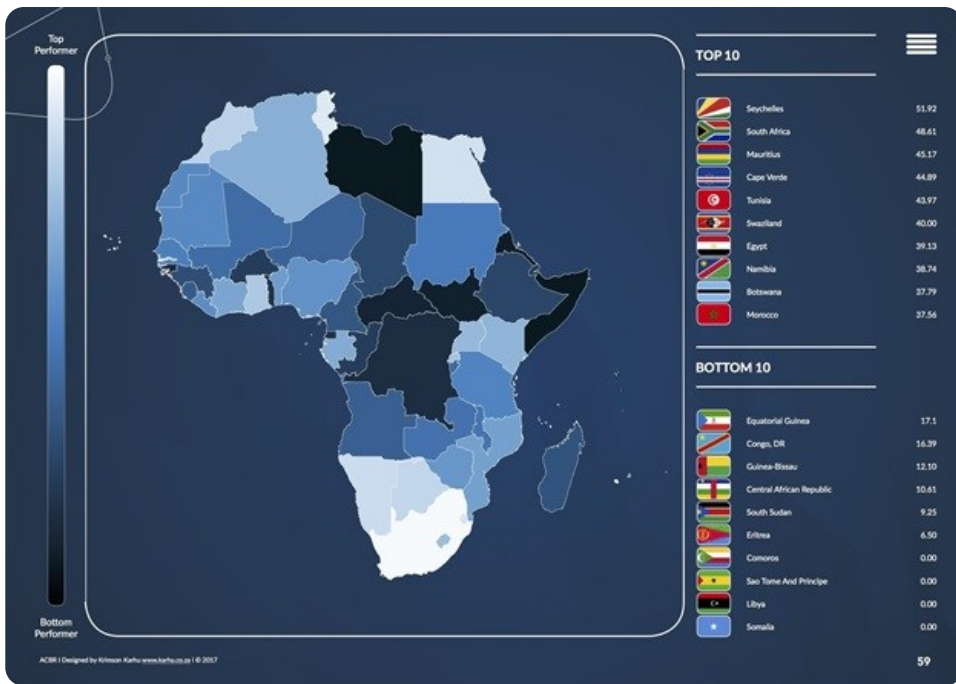 Top
Performer
Bottom
Performer
TOP 10
Seychelles 51.92
South Africa 48.61
Mauritius 45.17
Cape Verde 44.89
Tunisia 43.97
Swaziland 40.00
Egypt 39.13
Namibia 38.74
Botswana 37.79
Morocco 37.56
BOTTOM 10
Equatorial Guinea 17.1
Congo, DR 16.39
Guinea-Bissau 12.10
Central African Republic 10.61
South Sudan 9.25
Eritrea 6.50
Comoros 0.00
Sao Tome And Principe 0.00
Libya 0.00
Somalia 0.00
ACBR I Designed by Krimson Karhu www.karhu.co.za I © 2017
59